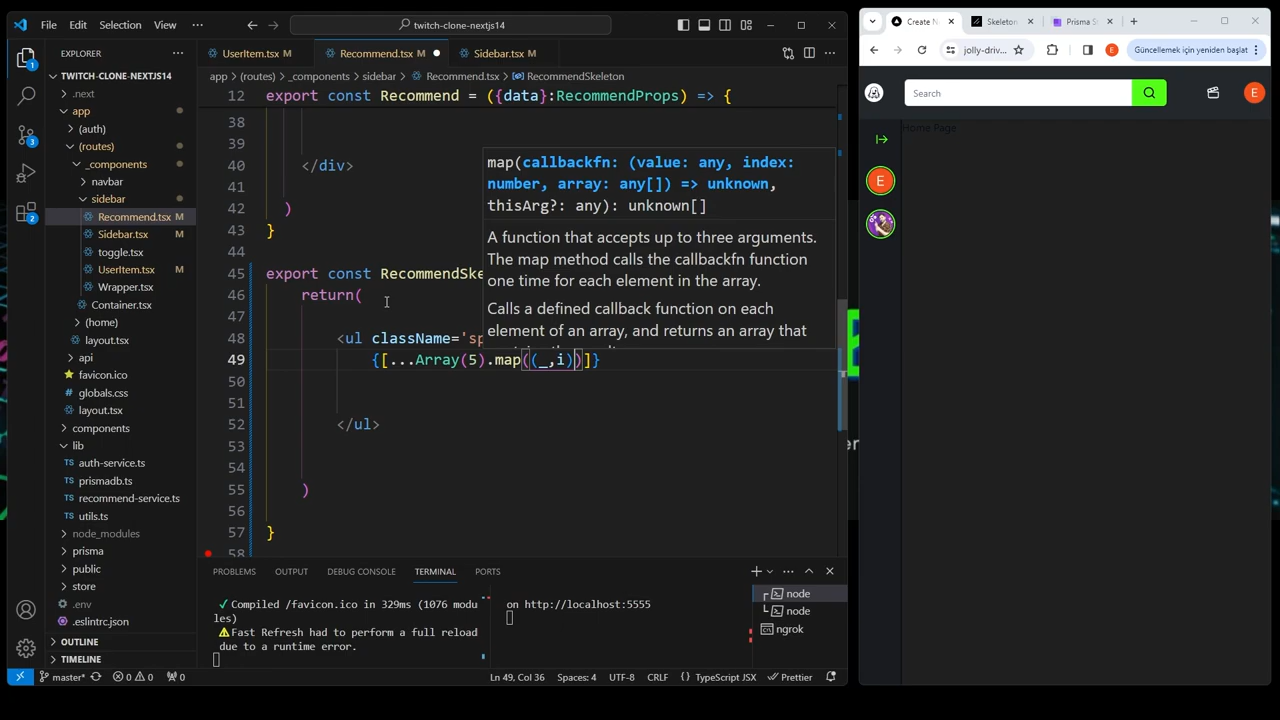 File Edit Selection View ··· twitch-clone-nextjs14
EXPLORER ···
TWITCH-CLONE-NEXTJS14
.next
app
(auth)
(routes)
_components
navbar
sidebar
Recommend.tsx M
Sidebar.tsx M
toggle.tsx
UserItem.tsx M
Wrapper.tsx
Container.tsx
(home)
layout.tsx
api
favicon.ico
globals.css
layout.tsx
components
lib
TS auth-service.ts
TS prismadb.ts
TS recommend-service.ts
TS utils.ts
node_modules
prisma
public
store
.env
.eslintrc.json
OUTLINE
TIMELINE
UserItem.tsx M Recommend.tsx M Sidebar.tsx M
app > (routes) > _components > sidebar > Recommend.tsx > RecommendSkeleton
12 export const Recommend = ({data}:RecommendProps) => {
38
39
40 </div>
41
42 )
43 }
44
45 export const RecommendSke
46 return(
47
48 <ul className='sp
49 {[...Array(5).map((_,i))]}
50
51
52 </ul>
53
54
55 )
56
57 }
58
map(callbackfn: (value: any, index:
number, array: any[]) => unknown,
thisArg?: any): unknown[]
A function that accepts up to three arguments.
The map method calls the callbackfn function
one time for each element in the array.
Calls a defined callback function on each
element of an array, and returns an array that
PROBLEMS OUTPUT DEBUG CONSOLE TERMINAL PORTS
✓ Compiled /favicon.ico in 329ms (1076 modu
les)
⚠ Fast Refresh had to perform a full reload
due to a runtime error.
on http://localhost:5555
node
node
ngrok
master* 0 0 0 Ln 49, Col 36 Spaces: 4 UTF-8 CRLF {} TypeScript JSX Prettier
Create N Skeleton Prisma S
jolly-driv... E Güncellemek için yeniden başlat
Search E
Home Page
E
er